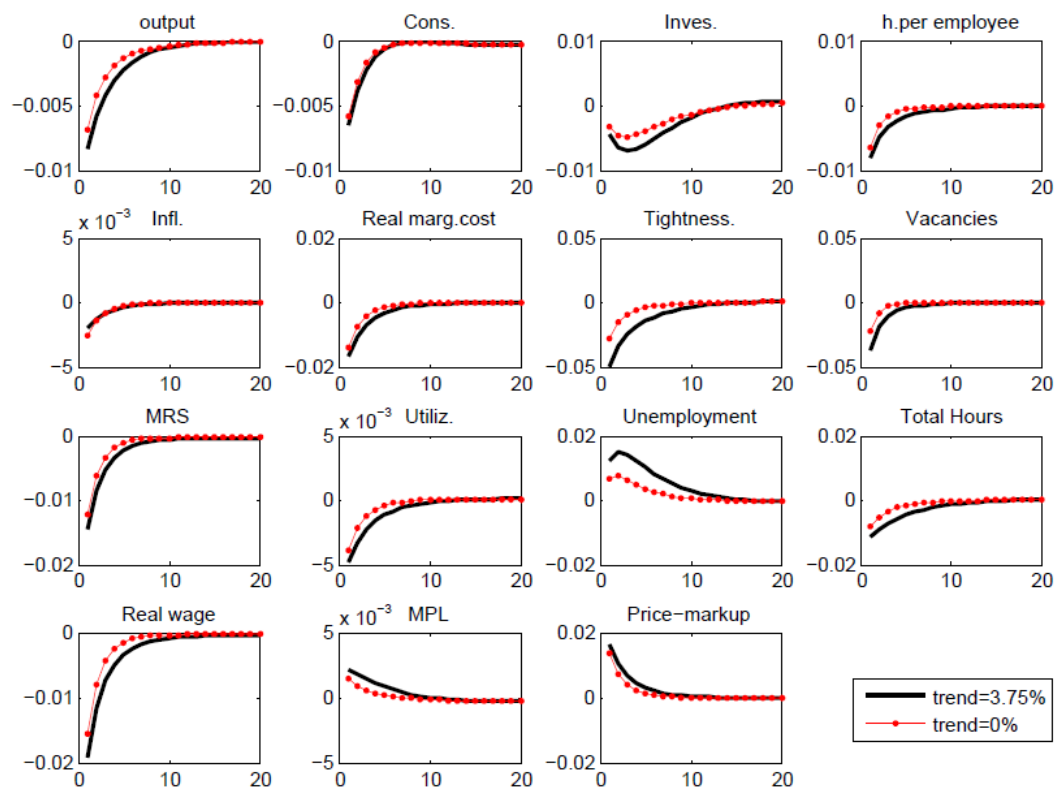 output Cons. Inves. h.per employee
0 0 0.01 0.01
−0.005 −0.005 0 0
−0.01 −0.01 −0.01 −0.01
0 10 20 0 10 20 0 10 20 0 10 20
x 10⁻³ Infl. Real marg.cost Tightness. Vacancies
5 0.02 0.05 0.05
0 0 0 0
−5 −0.02 −0.05 −0.05
0 10 20 0 10 20 0 10 20 0 10 20
MRS x 10⁻³ Utiliz. Unemployment Total Hours
0 5 0.02 0.02
−0.01 0 0 0
−0.02 −5 −0.02 −0.02
0 10 20 0 10 20 0 10 20 0 10 20
Real wage x 10⁻³ MPL Price−markup
0 5 0.02
−0.01 0 0
−0.02 −5 −0.02
0 10 20 0 10 20 0 10 20
trend=3.75%
trend=0%